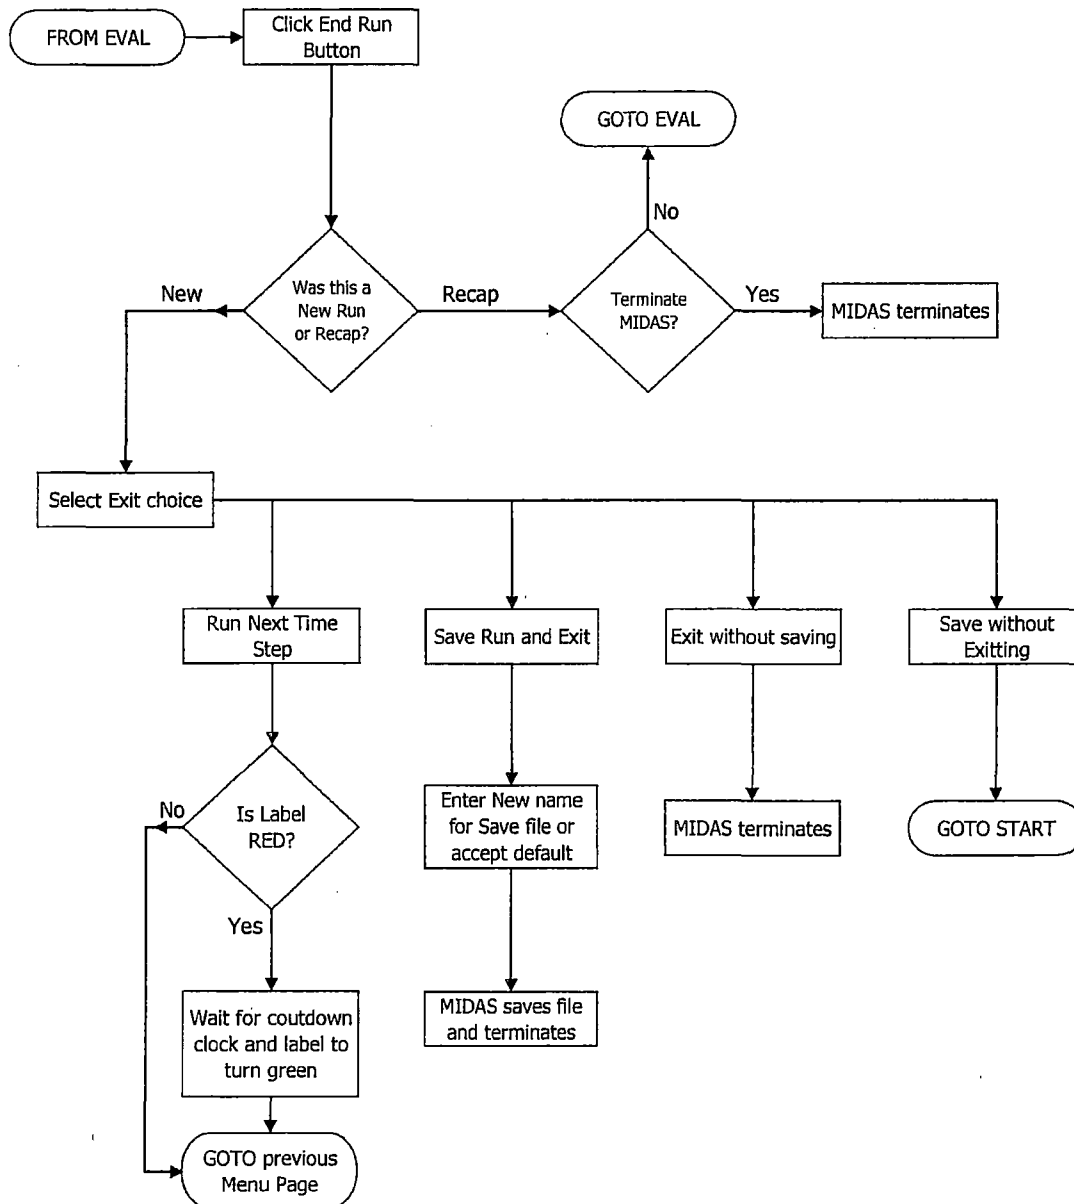 FROM EVAL
Click End Run
Button
GOTO EVAL
No
Was this a
New Run
or Recap?
New
Recap
Terminate
MIDAS?
Yes
MIDAS terminates
Select Exit choice
Run Next Time
Step
Save Run and Exit
Exit without saving
Save without
Exitting
Is Label
RED?
No
Yes
Enter New name
for Save file or
accept default
MIDAS terminates
GOTO START
Wait for coutdown
clock and label to
turn green
MIDAS saves file
and terminates
GOTO previous
Menu Page